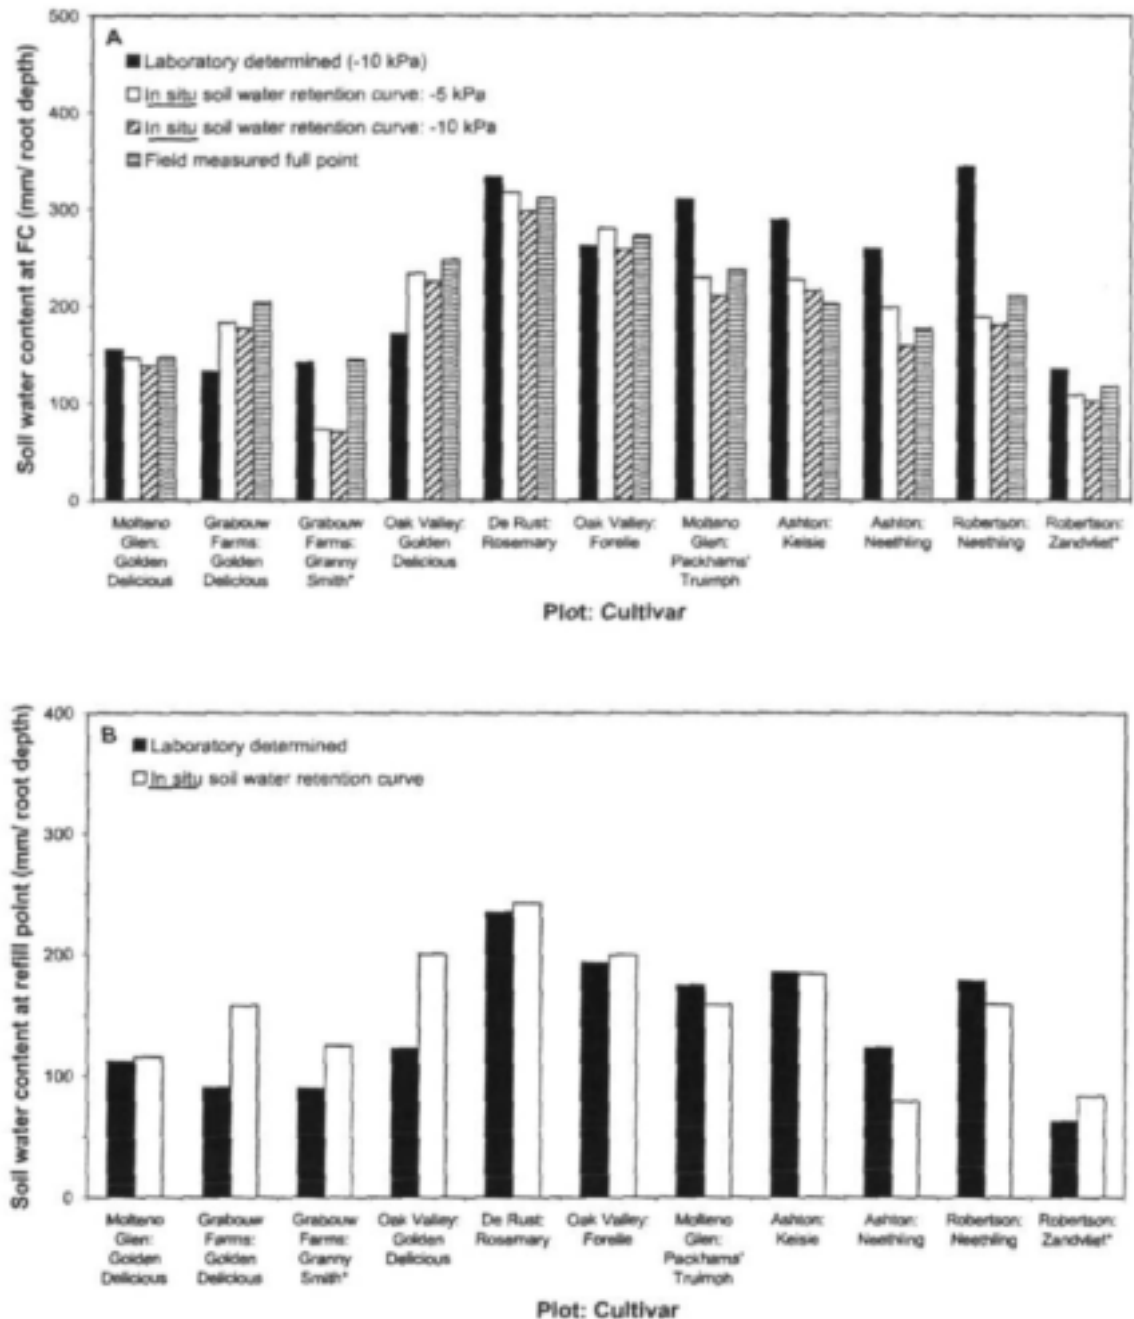 Soil water content at FC (mm/ root depth)
500
400
300
200
100
0
A
Laboratory determined (-10 kPa)
In situ soil water retention curve: -5 kPa
In situ soil water retention curve: -10 kPa
Field measured full point
Molteno Glen: Golden Delicious
Grabouw Farms: Golden Delicious
Grabouw Farms: Granny Smith*
Oak Valley: Golden Delicious
De Rust: Rosemary
Oak Valley: Forelle
Molteno Glen: Packhams' Truimph
Ashton: Keisie
Ashton: Neethling
Robertson: Neethling
Robertson: Zandvliet*
Plot: Cultivar
Soil water content at refill point (mm/ root depth)
400
300
200
100
0
B
Laboratory determined
In situ soil water retention curve
Molteno Glen: Golden Delicious
Grabouw Farms: Golden Delicious
Grabouw Farms: Granny Smith*
Oak Valley: Golden Delicious
De Rust: Rosemary
Oak Valley: Forelle
Molteno Glen: Packhams' Truimph
Ashton: Keisie
Ashton: Neethling
Robertson: Neethling
Robertson: Zandvliet*
Plot: Cultivar